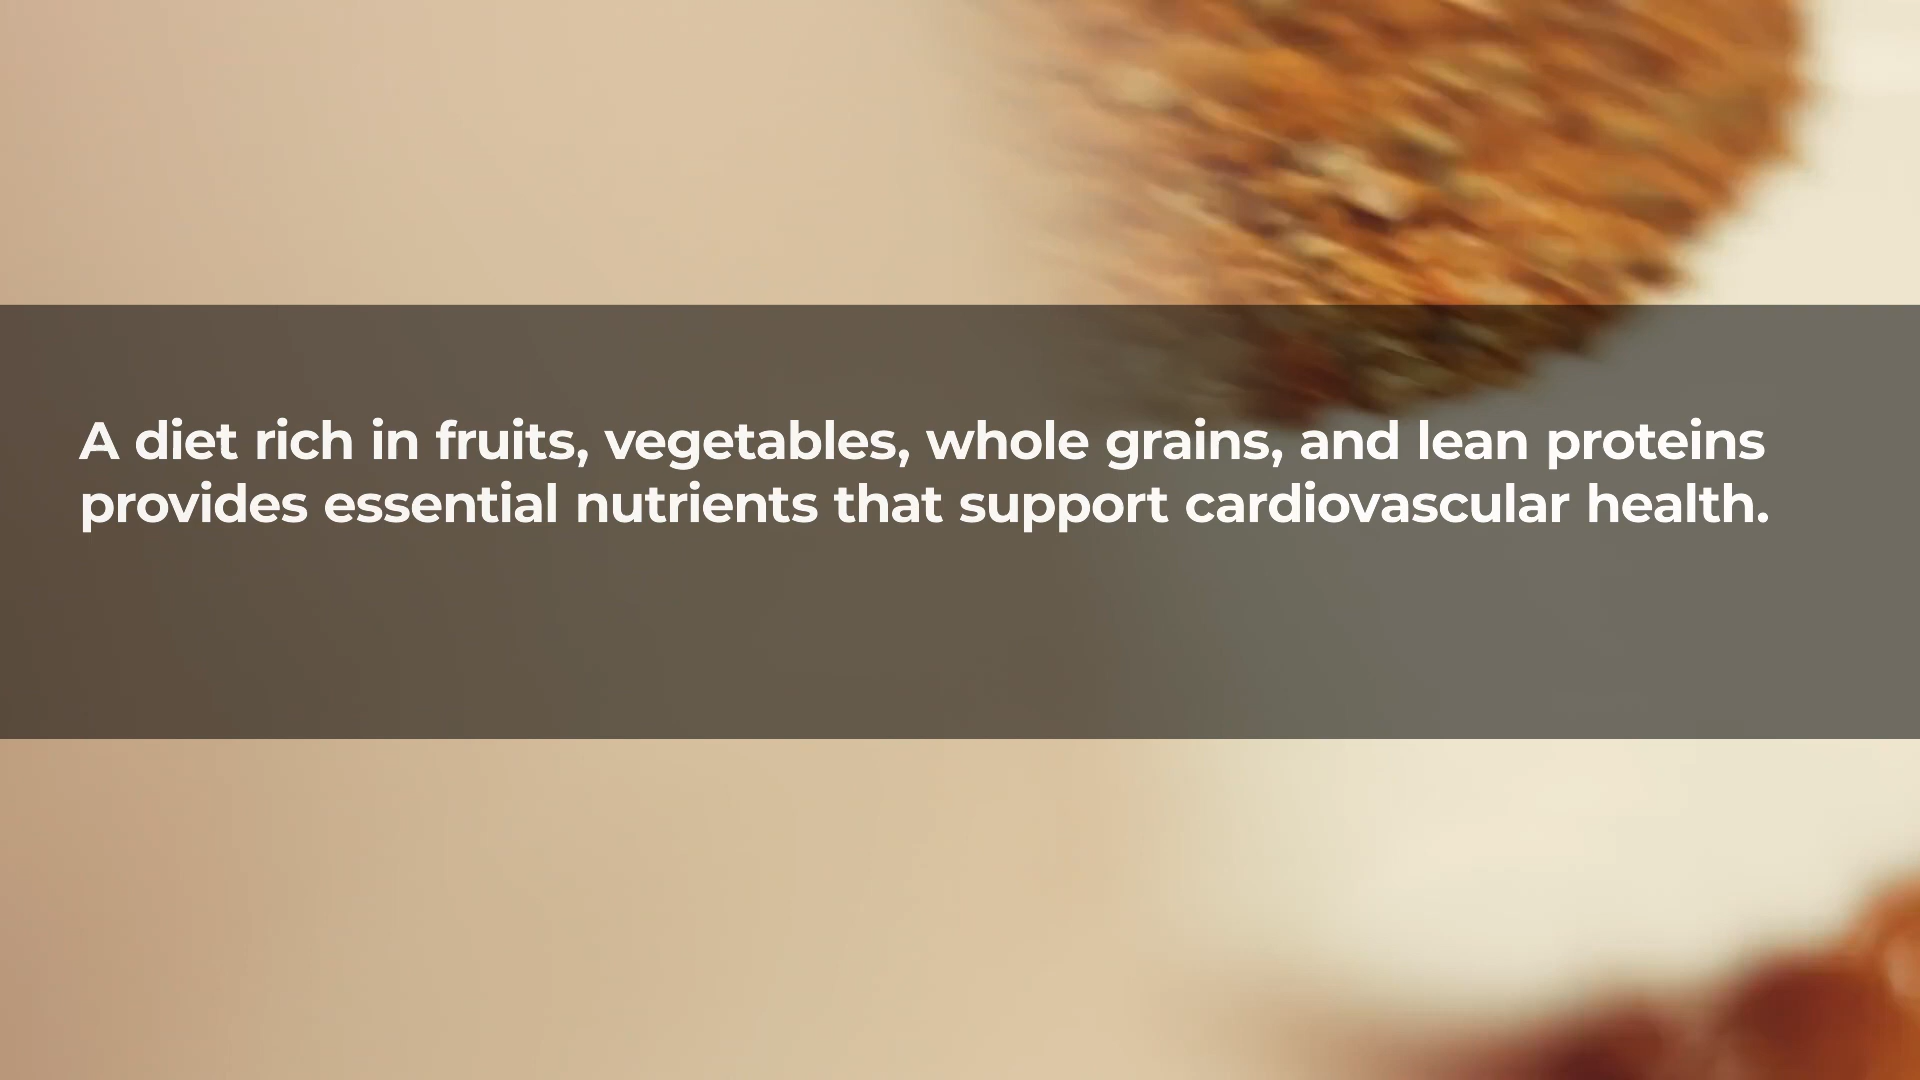 A diet rich in fruits, vegetables, whole grains, and lean proteins
provides essential nutrients that support cardiovascular health.